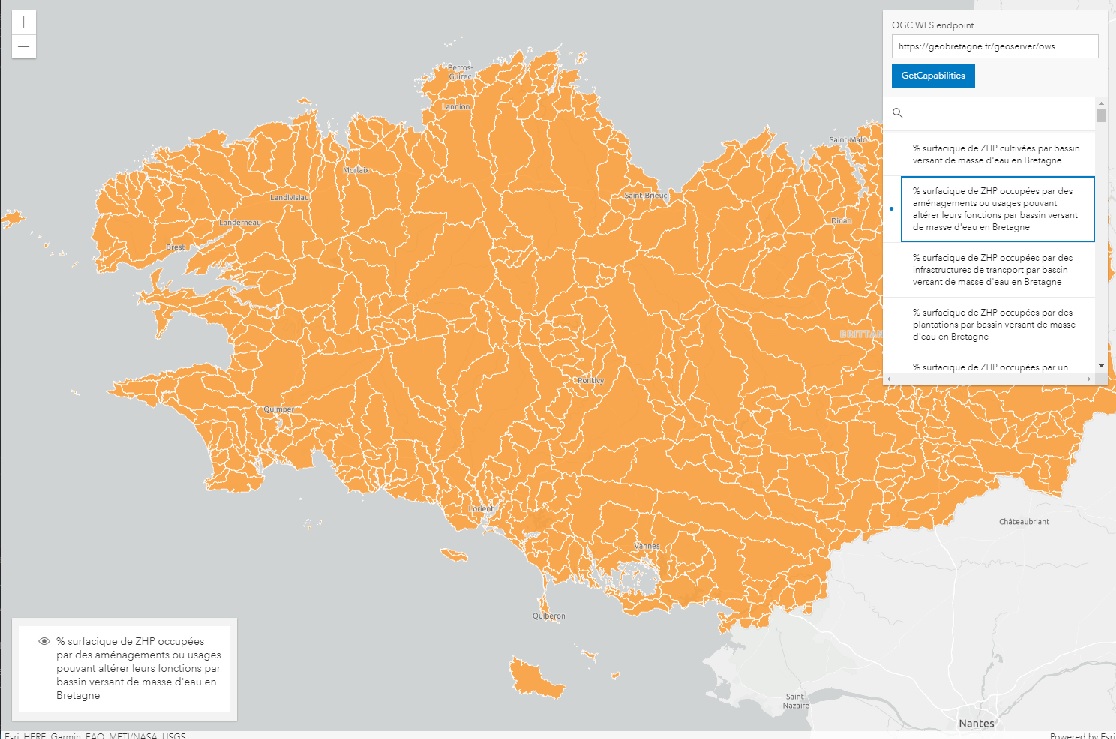 OGC WFS endpoint
https://geobretagne.fr/geoserver/ows
GetCapabilities
% surfacique de ZHP cultivées par bassin
versant de masse d'eau en Bretagne
% surfacique de ZHP occupées par des
aménagements ou usages pouvant
altérer leurs fonctions par bassin versant
de masse d'eau en Bretagne
% surfacique de ZHP occupées par des
infrastructures de transport par bassin
versant de masse d'eau en Bretagne
% surfacique de ZHP occupées par des
plantations par bassin versant de masse
d'eau en Bretagne
% surfacique de ZHP occupées par un
Perros-
Guirec
Lannion
Saint-Malo
Morlaix
Landivisiau
Saint-Brieuc
Landerneau
Dinan
Brest
Pontivy
Quimper
Lorient
Châteaubriant
Vannes
Quiberon
% surfacique de ZHP occupées
par des aménagements ou usages
pouvant altérer leurs fonctions par
bassin versant de masse d'eau en
Bretagne
Saint-
Nazaire
Nantes
Esri, HERE, Garmin, FAO, METI/NASA, USGS
Powered by Esri